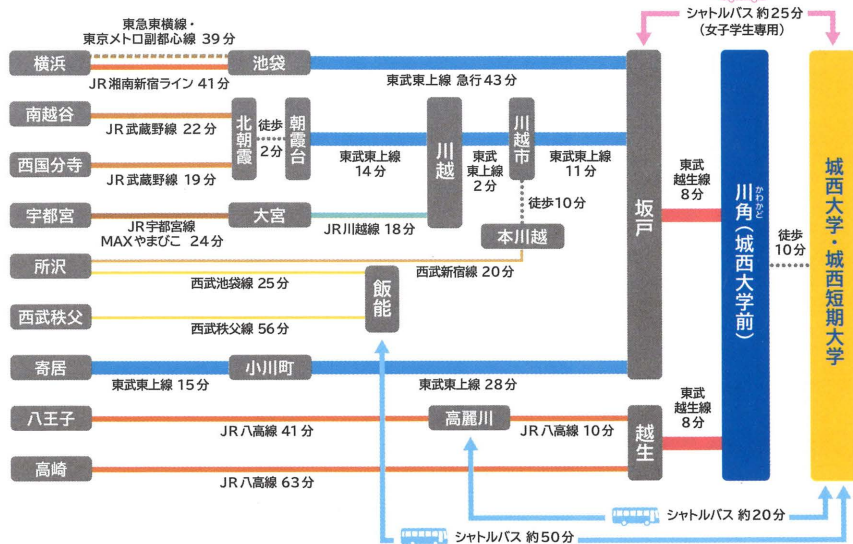 シャトルバス 約25分
(女子学生専用)
東急東横線・
東京メトロ副都心線 39分
横浜
池袋
JR湘南新宿ライン 41分
東武東上線 急行43分
南越谷
JR武蔵野線 22分
北朝霞
徒歩
2分
朝霞台
東武東上線
14分
川越
東武
東上線
2分
川越市
東武東上線
11分
西国分寺
JR武蔵野線 19分
徒歩10分
本川越
宇都宮
JR宇都宮線
MAXやまびこ 24分
大宮
JR川越線 18分
所沢
西武新宿線 20分
西武池袋線 25分
飯能
西武秩父
西武秩父線 56分
寄居
東武東上線 15分
小川町
東武東上線 28分
坂戸
東武
越生線
8分
八王子
JR八高線 41分
高麗川
JR八高線 10分
越生
東武
越生線
8分
高崎
JR八高線 63分
かわかど
川角(城西大学前)
徒歩
10分
城西大学・城西短期大学
シャトルバス 約20分
シャトルバス 約50分